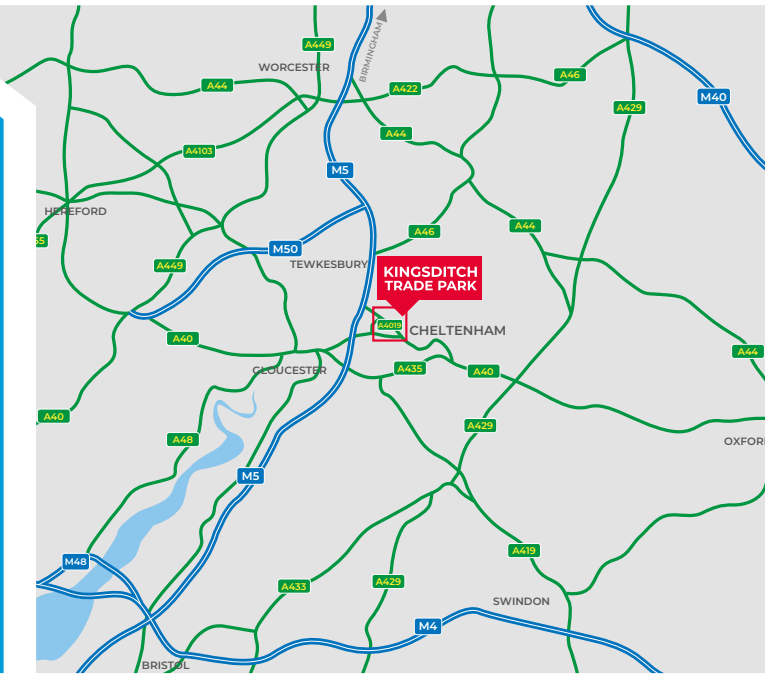 A449
BIRMINGHAM
WORCESTER
A46
A44
A422
M40
A429
A44
A4103
M5
HEREFORD
A44
A46
M50
A449
TEWKESBURY
KINGSDITCH
TRADE PARK
A4019
CHELTENHAM
A40
A44
GLOUCESTER
A435
A40
A40
A429
A48
OXFOR
M5
A419
M48
A433
A429
SWINDON
M4
BRISTOL